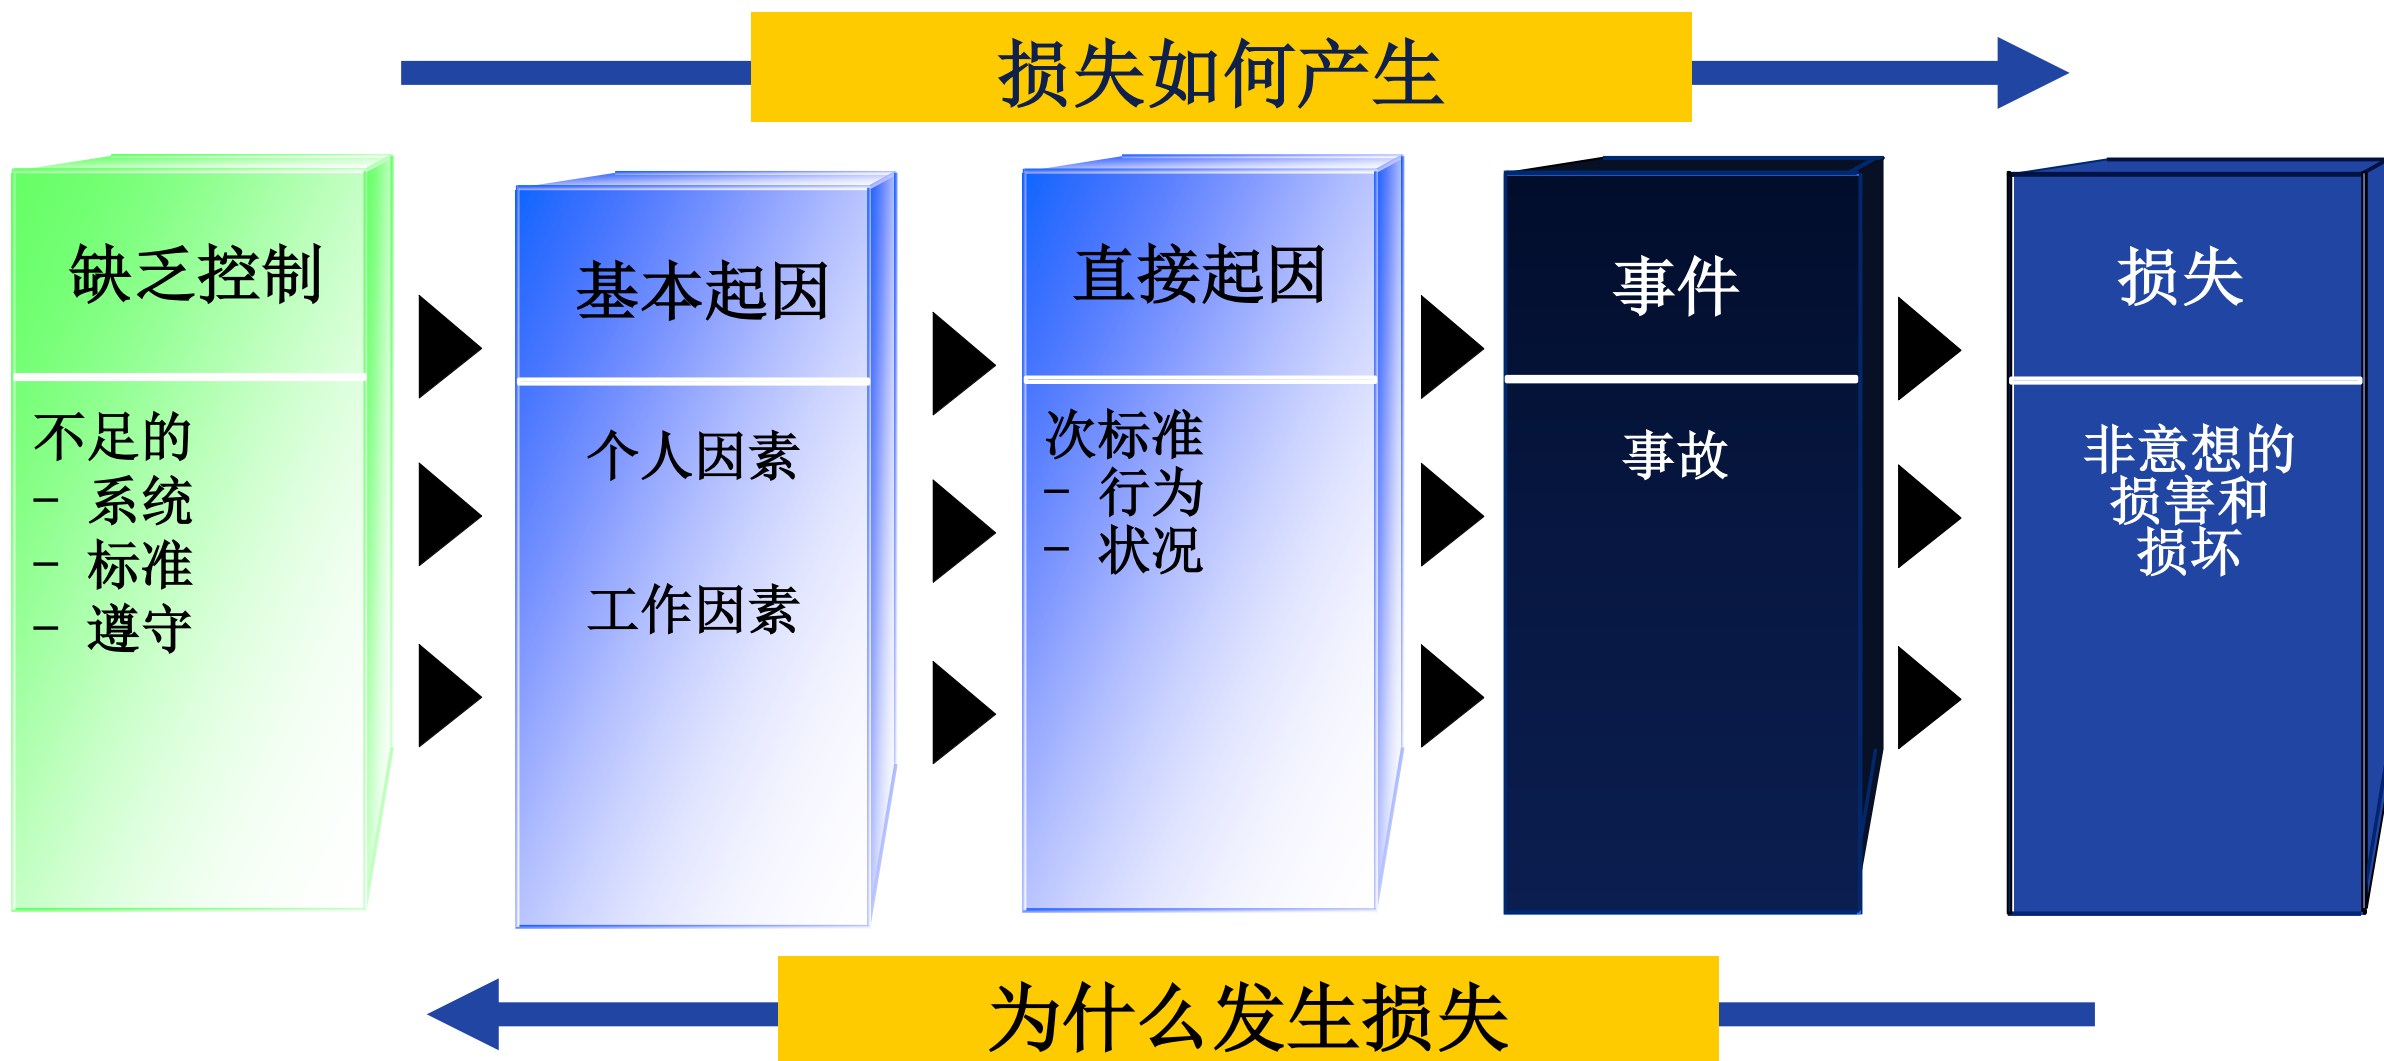 损失如何产生
缺乏控制
不足的
- 系统
- 标准
- 遵守
基本起因
个人因素
工作因素
直接起因
次标准
- 行为
- 状况
事件
事故
损失
非意想的
损害和
损坏
为什么发生损失